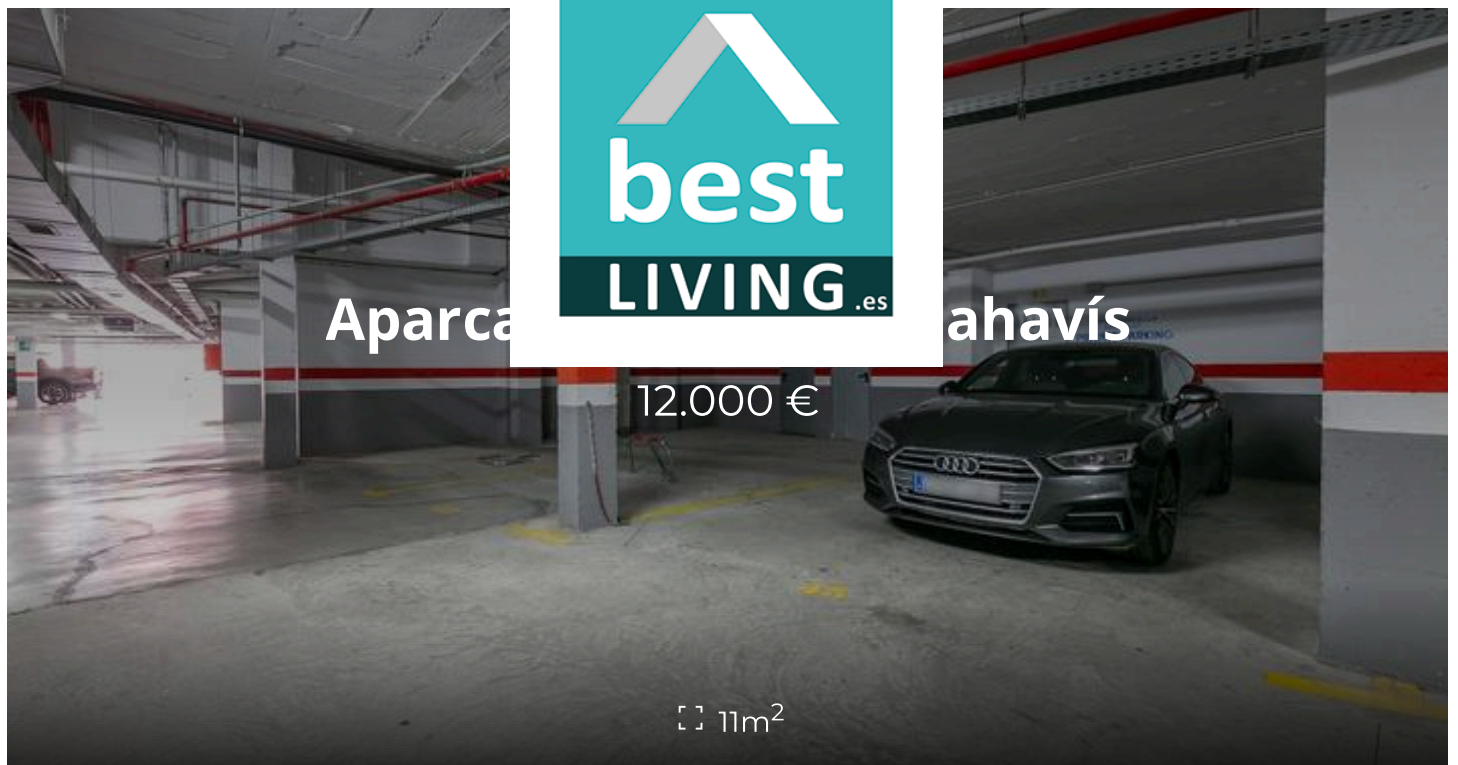 best
LIVING.es
Aparca ahavís
12.000 €
11m²